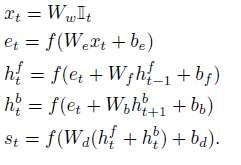 x_t = W_w 𝕀_t
e_t = f(W_e x_t + b_e)
h_t^f = f(e_t + W_f h_{t-1}^f + b_f)
h_t^b = f(e_t + W_b h_{t+1}^b + b_b)
s_t = f(W_d(h_t^f + h_t^b) + b_d).